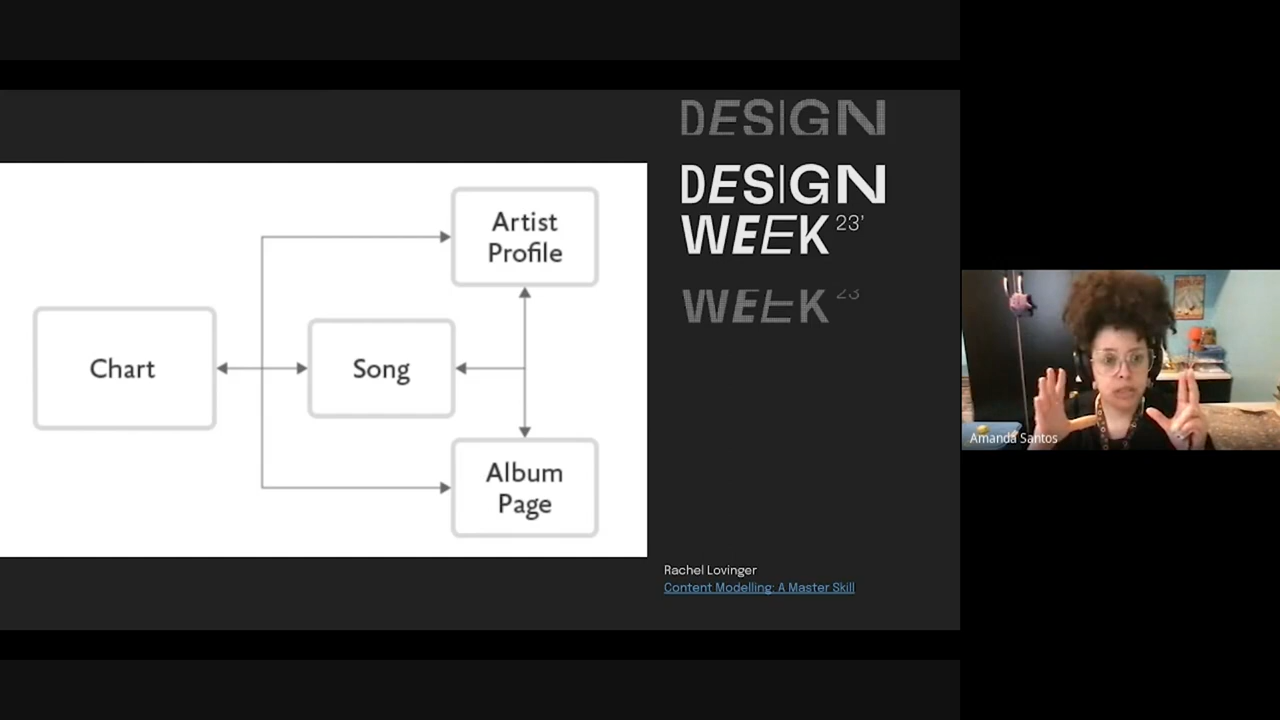 DESIGN
DESIGN
WEEK 23'
WEEK 23
Artist
Profile
Chart
Song
Album
Page
Rachel Lovinger
Content Modelling: A Master Skill
Amanda Santos